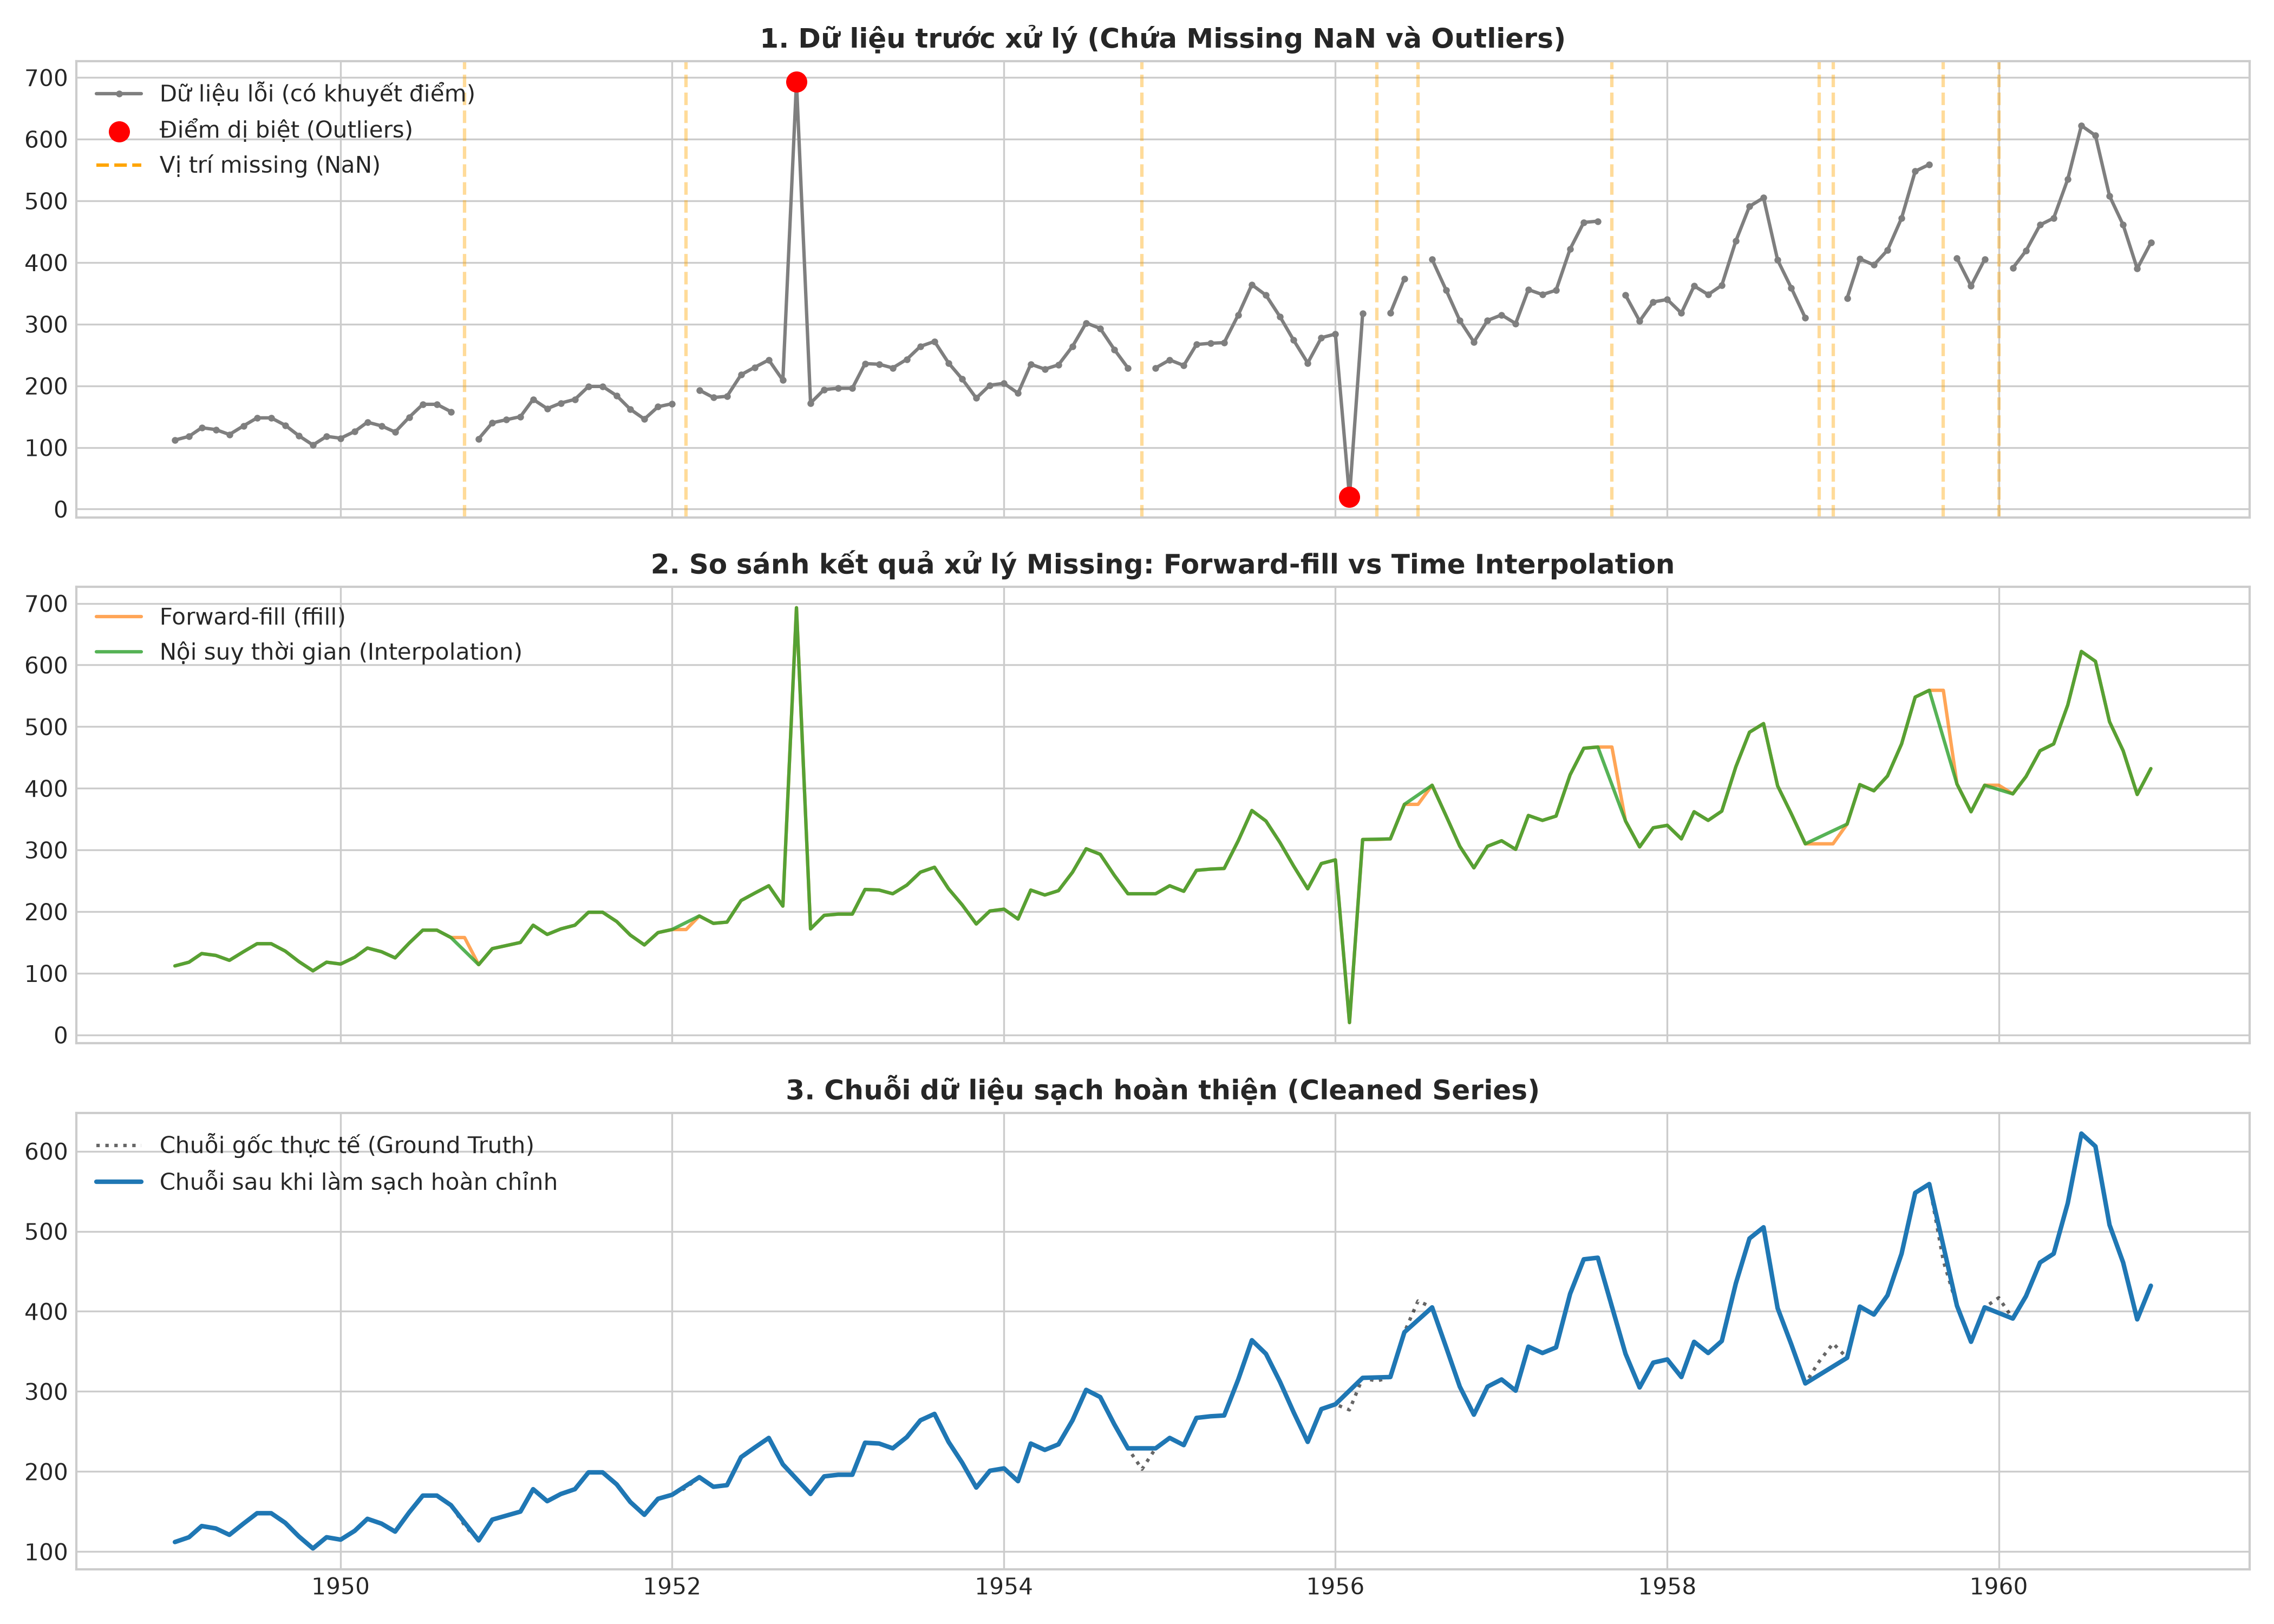 1. Dữ liệu trước xử lý (Chứa Missing NaN và Outliers)
700
600
500
400
300
200
100
0
Dữ liệu lỗi (có khuyết điểm)
Điểm dị biệt (Outliers)
Vị trí missing (NaN)
2. So sánh kết quả xử lý Missing: Forward-fill vs Time Interpolation
700
600
500
400
300
200
100
0
Forward-fill (ffill)
Nội suy thời gian (Interpolation)
3. Chuỗi dữ liệu sạch hoàn thiện (Cleaned Series)
600
500
400
300
200
100
Chuỗi gốc thực tế (Ground Truth)
Chuỗi sau khi làm sạch hoàn chỉnh
1950 1952 1954 1956 1958 1960